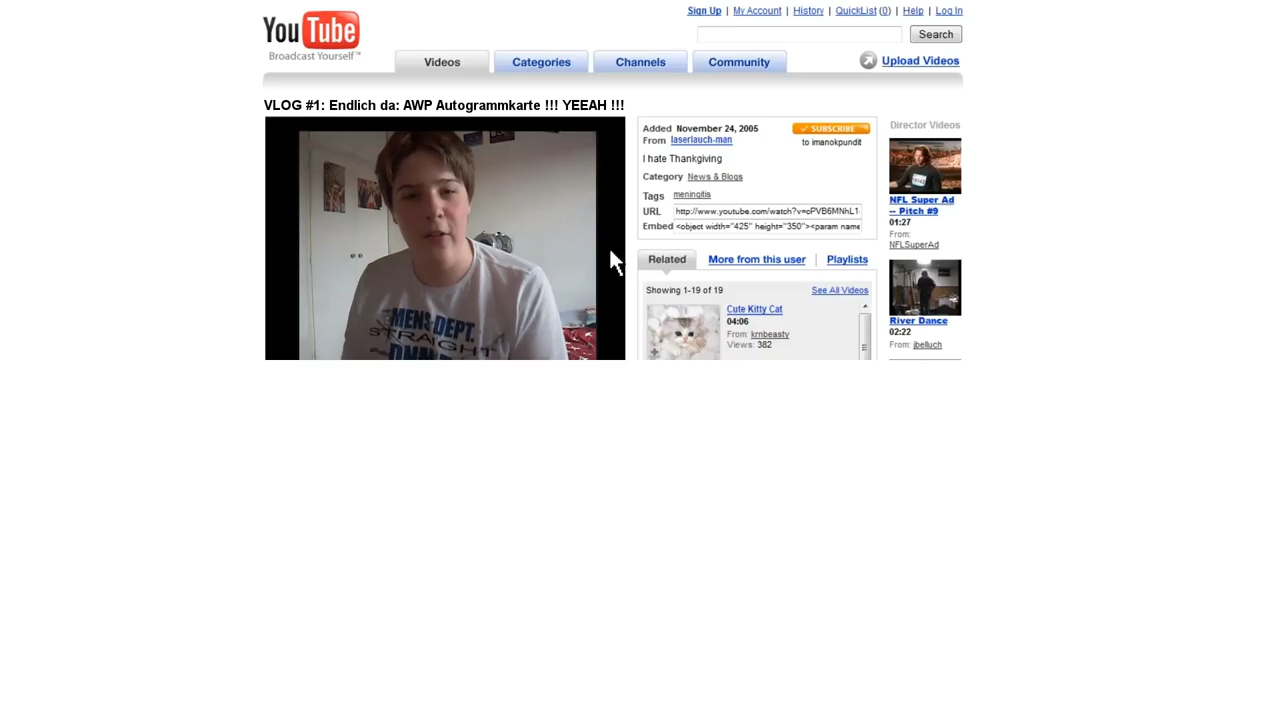 You Tube
Broadcast Yourself™
Sign Up | My Account | History | QuickList (0) | Help | Log In
Search
Videos
Categories
Channels
Community
Upload Videos
VLOG #1: Endlich da: AWP Autogrammkarte !!! YEEAH !!!
MEN'S DEPT.
STRAIGHT
Added November 24, 2005
From laserlauch-man
SUBSCRIBE
to imanokpundit
I hate Thankgiving
Category News & Blogs
Tags meningitis
URL http://www.youtube.com/watch?v=cPVB6MNhL1
Embed <object width="425" height="350"><param name
Related
More from this user
Playlists
Showing 1-19 of 19
See All Videos
Cute Kitty Cat
04:06
From: krnbeasty
Views: 382
Director Videos
NFL Super Ad
-- Pitch #9
01:27
From:
NFLSuperAd
River Dance
02:22
From: jbelluch